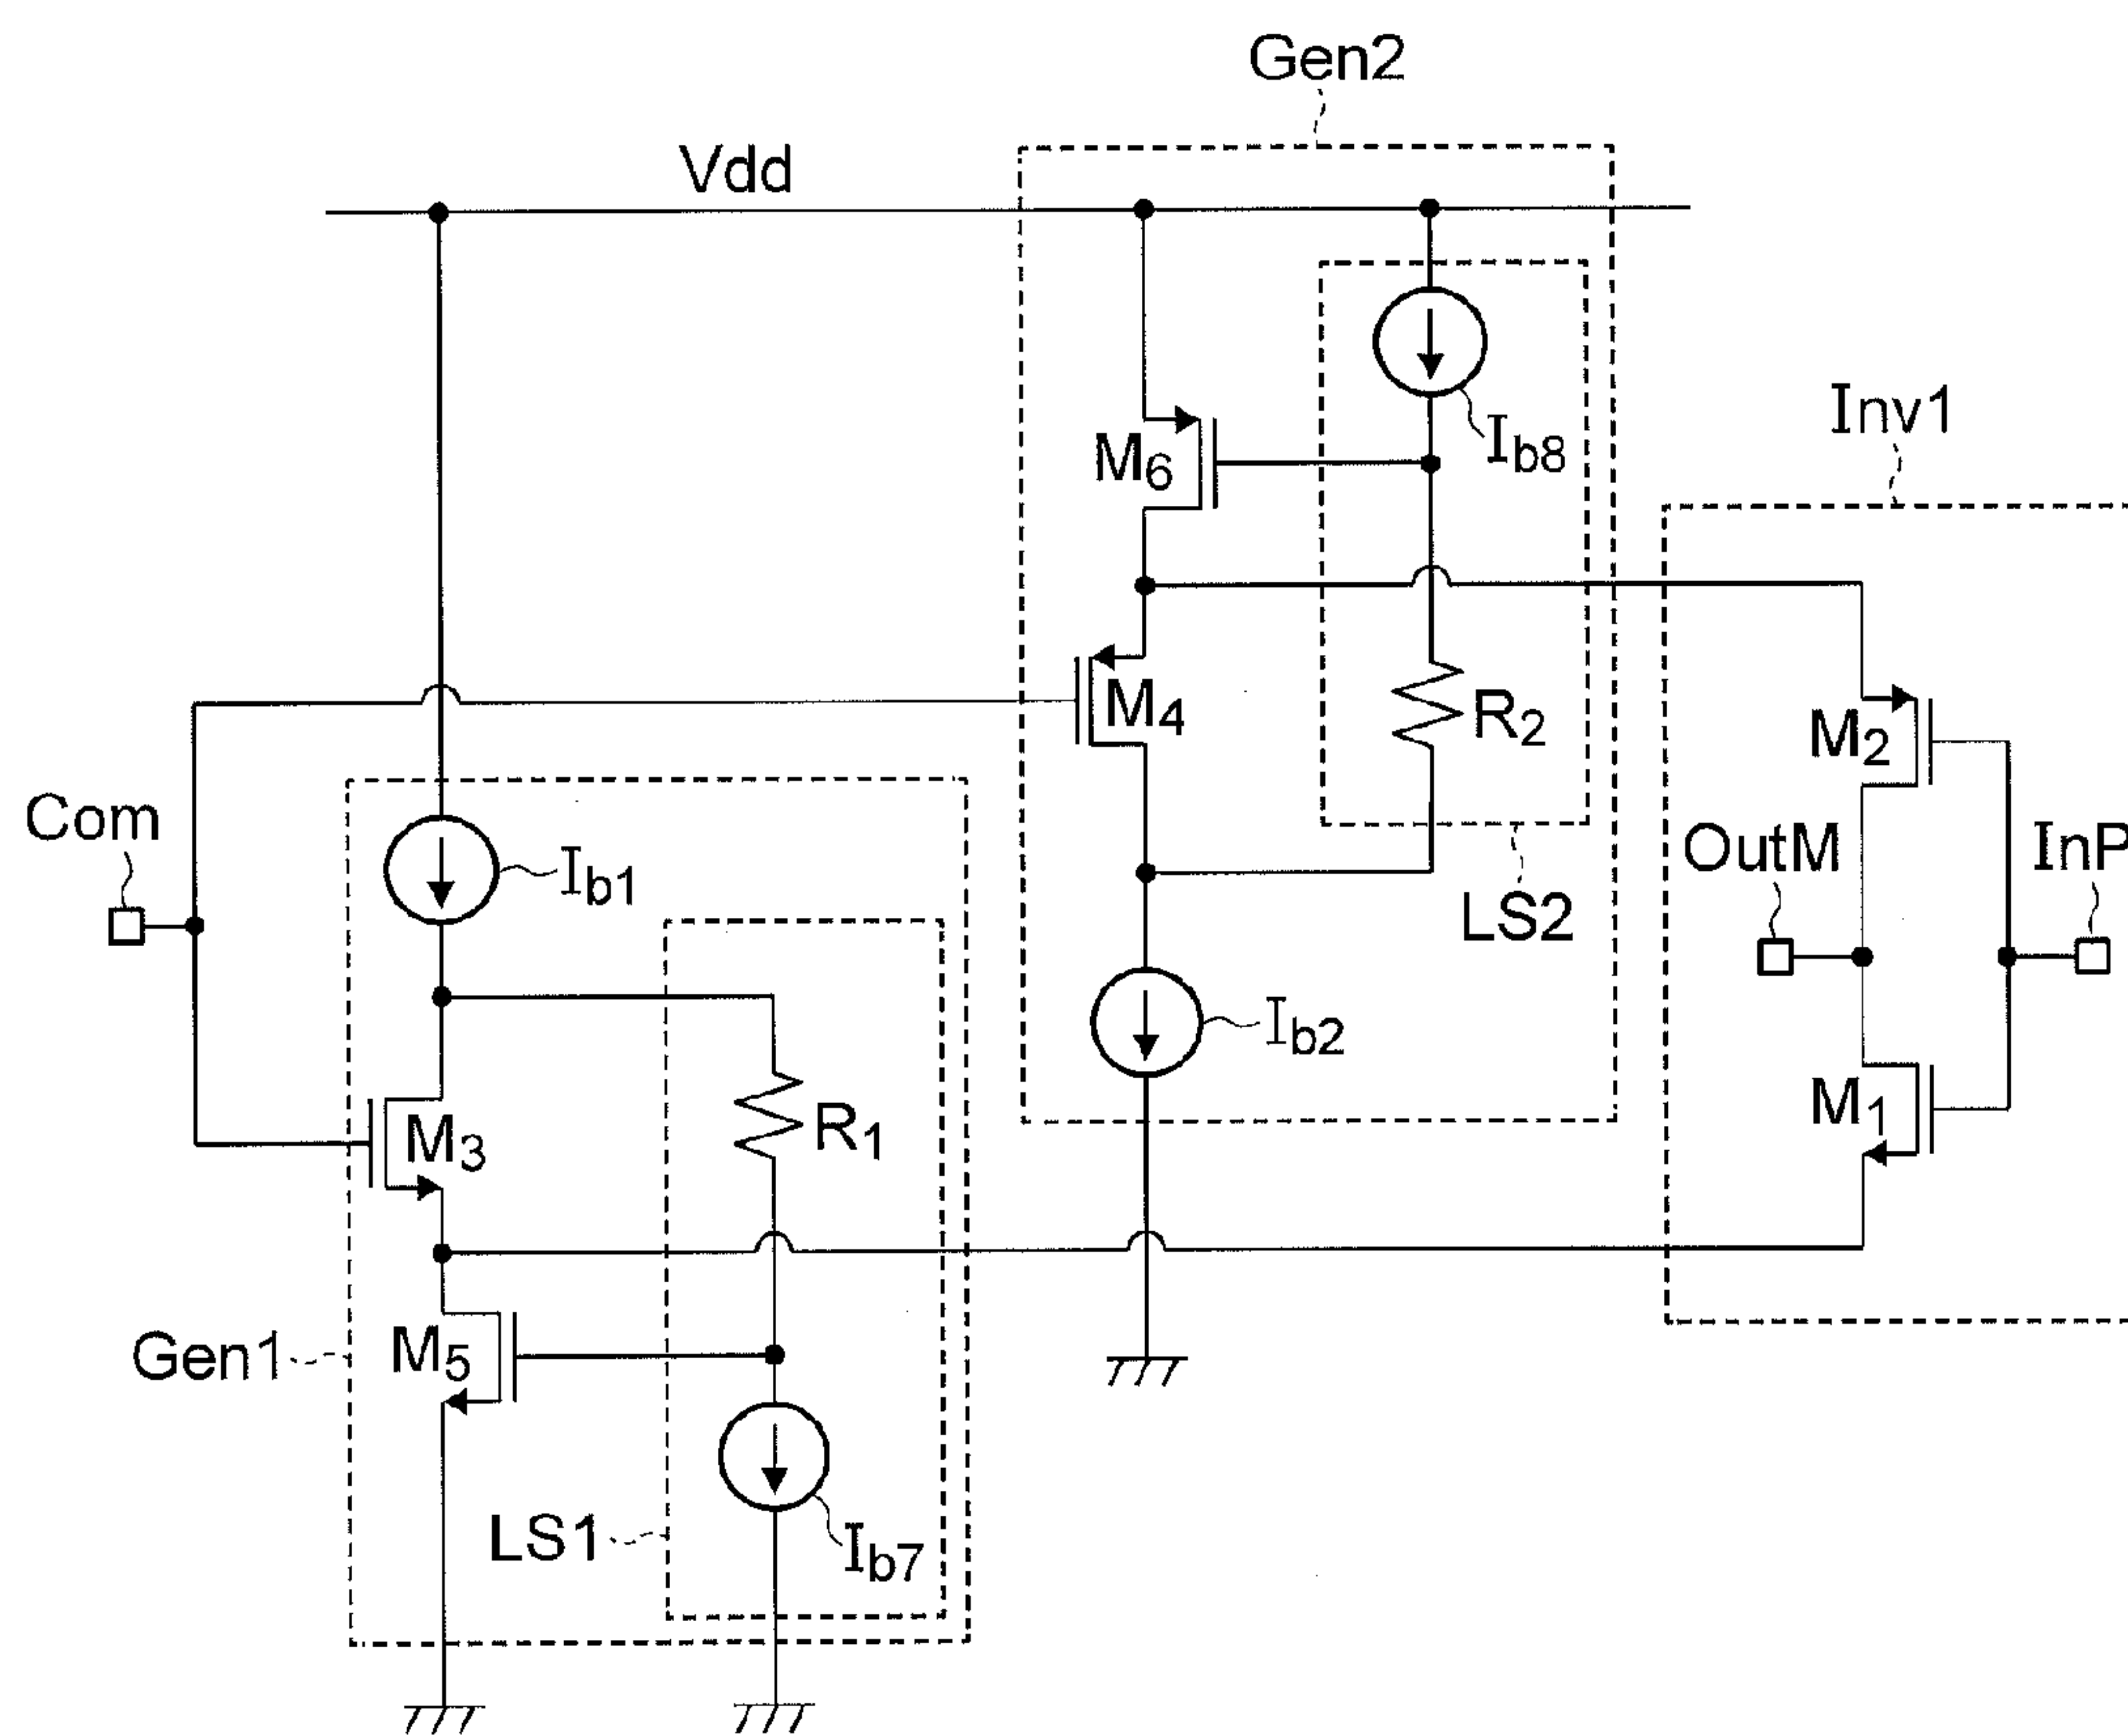 Gen2
Vdd
Inv1
M6
Ib8
M4
R2
M2
Com
Ib1
OutM
InP
LS2
Ib2
M3
R1
M1
Gen1
M5
LS1
Ib7